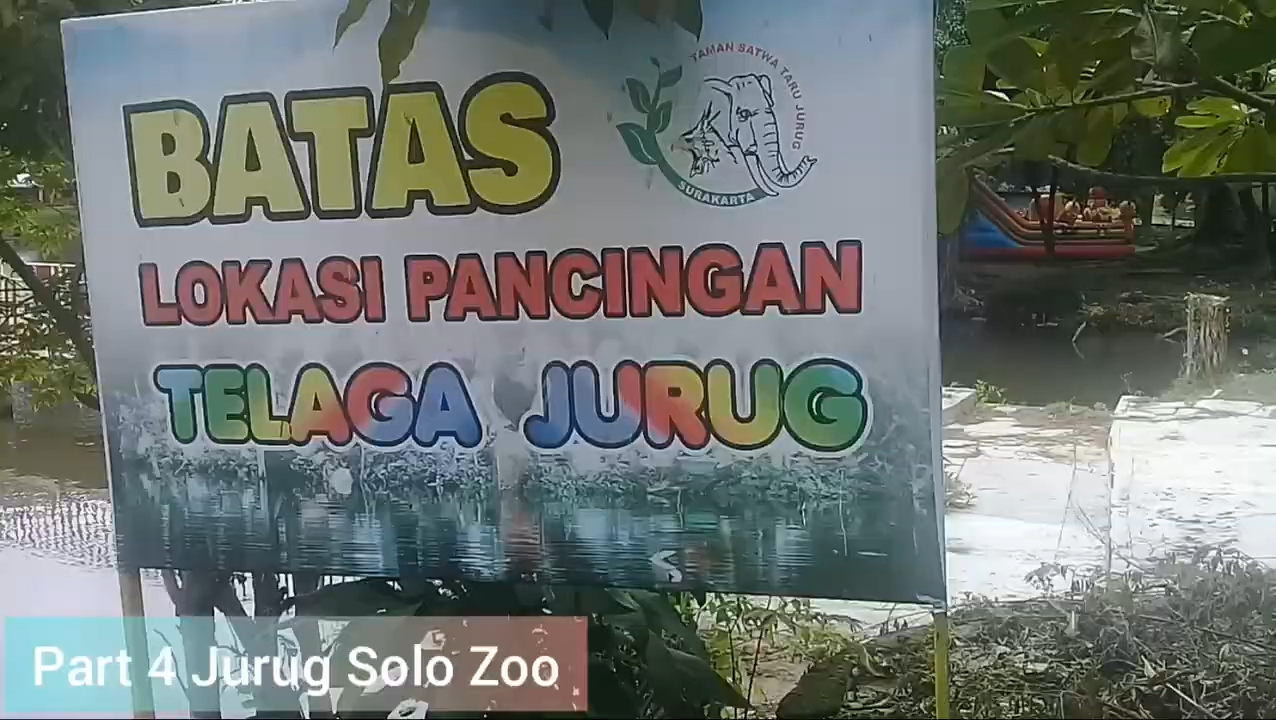 BATAS
TAMAN SATWA TARU JURUG
SURAKARTA
LOKASI PANCINGAN
TELAGA JURUG
Part 4 Jurug Solo Zoo